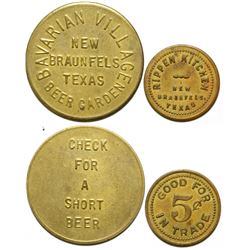 BAVARIAN VILLAGE
NEW
BRAUNFELS
TEXAS
BEER GARDEN
RIPPEN KITCHEN
NEW
BRAUNFELS,
TEXAS
CHECK
FOR
A
SHORT
BEER
GOOD FOR
5¢
IN TRADE